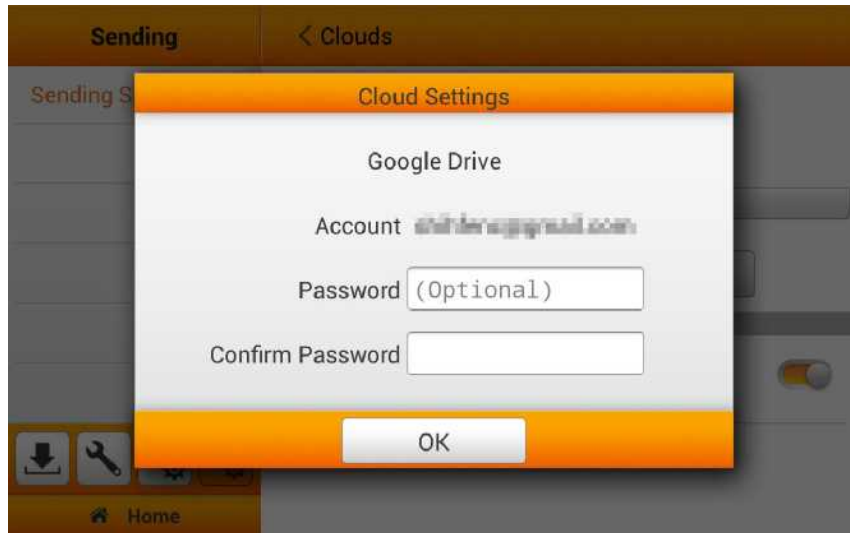 Sending
< Clouds
Sending S
Cloud Settings
Google Drive
Account
Password (Optional)
Confirm Password
OK
Home